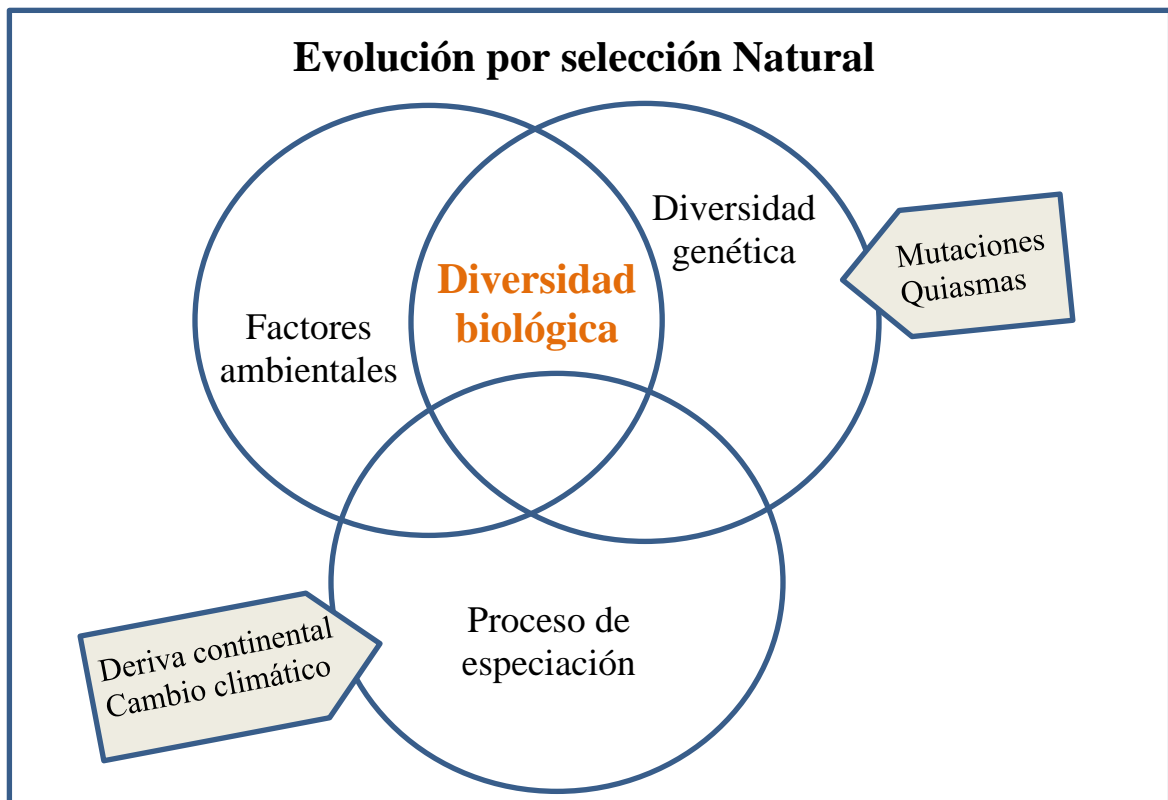 Evolución por selección Natural
Diversidad
genética
Mutaciones
Quiasmas
Diversidad
biológica
Factores
ambientales
Proceso de
especiación
Deriva continental
Cambio climático